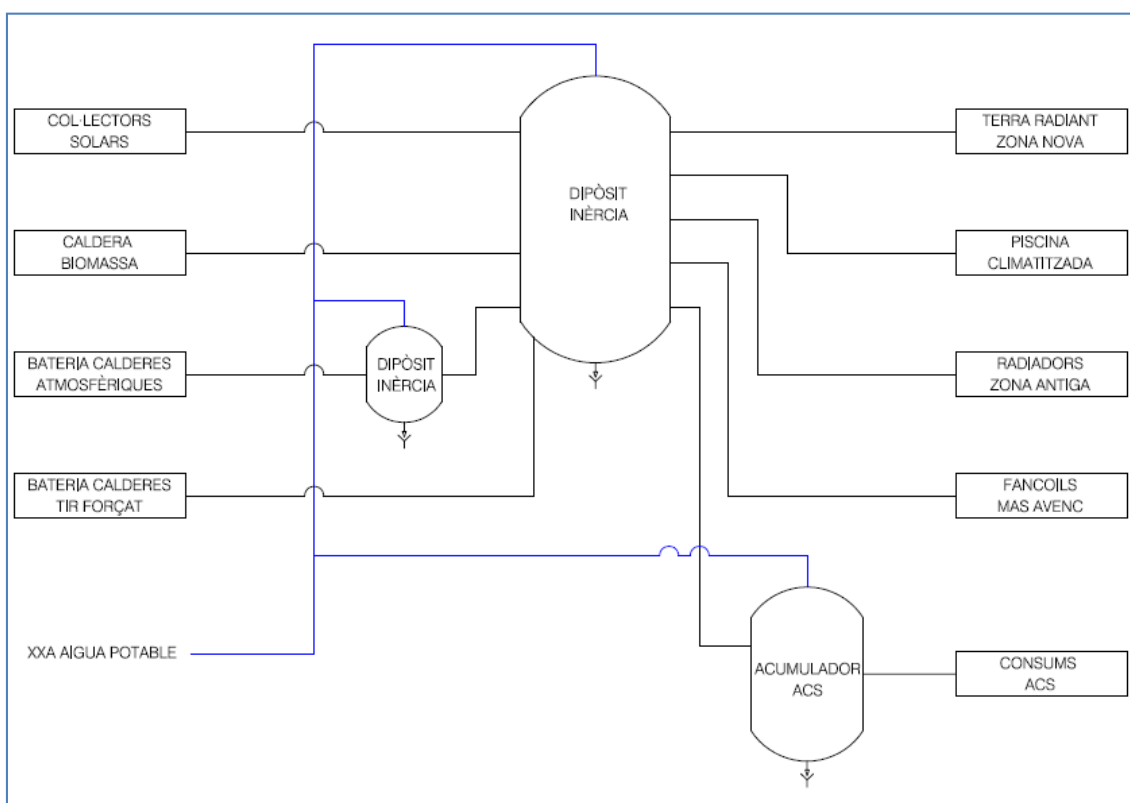 COL·LECTORS
SOLARS
TERRA RADIANT
ZONA NOVA
DIPÒSIT
INÈRCIA
CALDERA
BIOMASSA
PISCINA
CLIMATITZADA
BATERIA CALDERES
ATMOSFÈRIQUES
DIPÒSIT
INÈRCIA
RADIADORS
ZONA ANTIGA
BATERIA CALDERES
TIR FORÇAT
FANCOILS
MAS AVENC
XXA AIGUA POTABLE
ACUMULADOR
ACS
CONSUMS
ACS